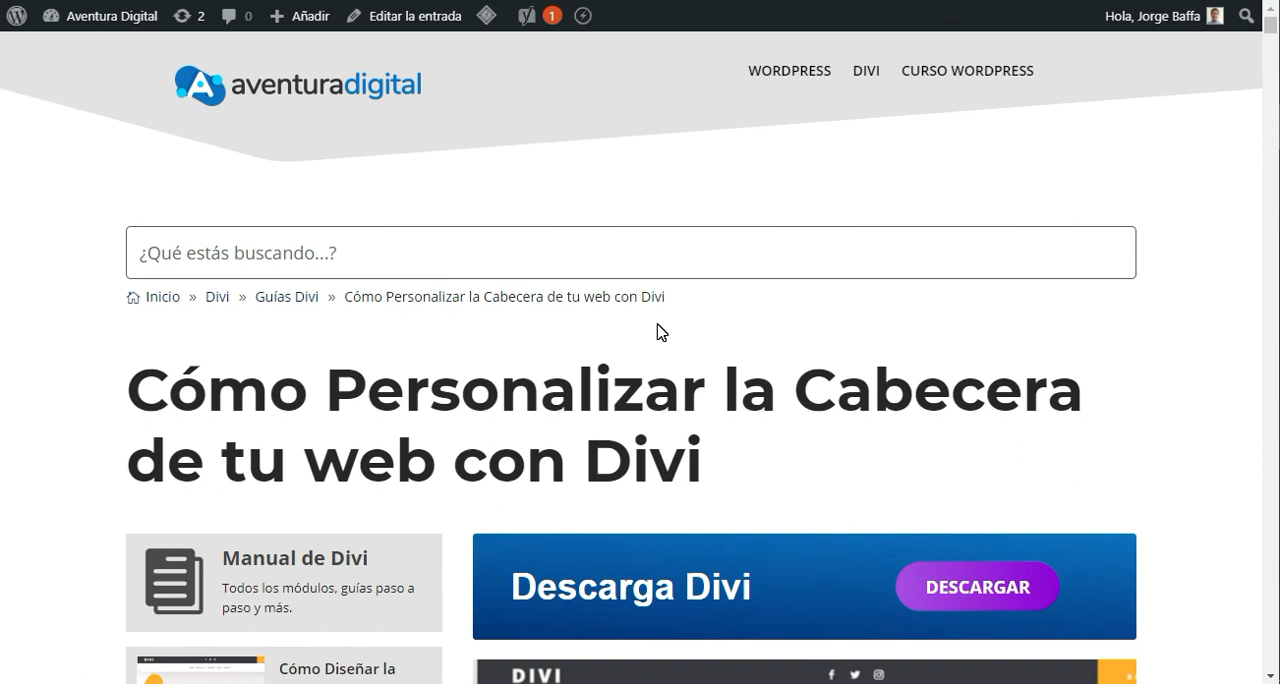 Aventura Digital 2 0 Añadir Editar la entrada 1 Hola, Jorge Baffa
aventuradigital
WORDPRESS DIVI CURSO WORDPRESS
¿Qué estás buscando...?
Inicio » Divi » Guías Divi » Cómo Personalizar la Cabecera de tu web con Divi
Cómo Personalizar la Cabecera
de tu web con Divi
Manual de Divi
Todos los módulos, guías paso a
paso y más.
Descarga Divi
DESCARGAR
Cómo Diseñar la
DIVI